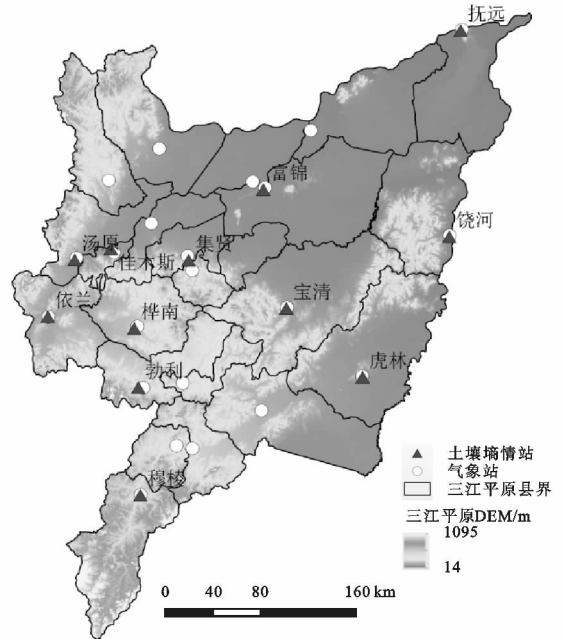 抚远
富锦
饶河
汤原
佳木斯
集贤
依兰
桦南
宝清
勃利
虎林
穆棱
土壤墒情站
气象站
三江平原县界
三江平原DEM/m
1095
14
0 40 80 160 km